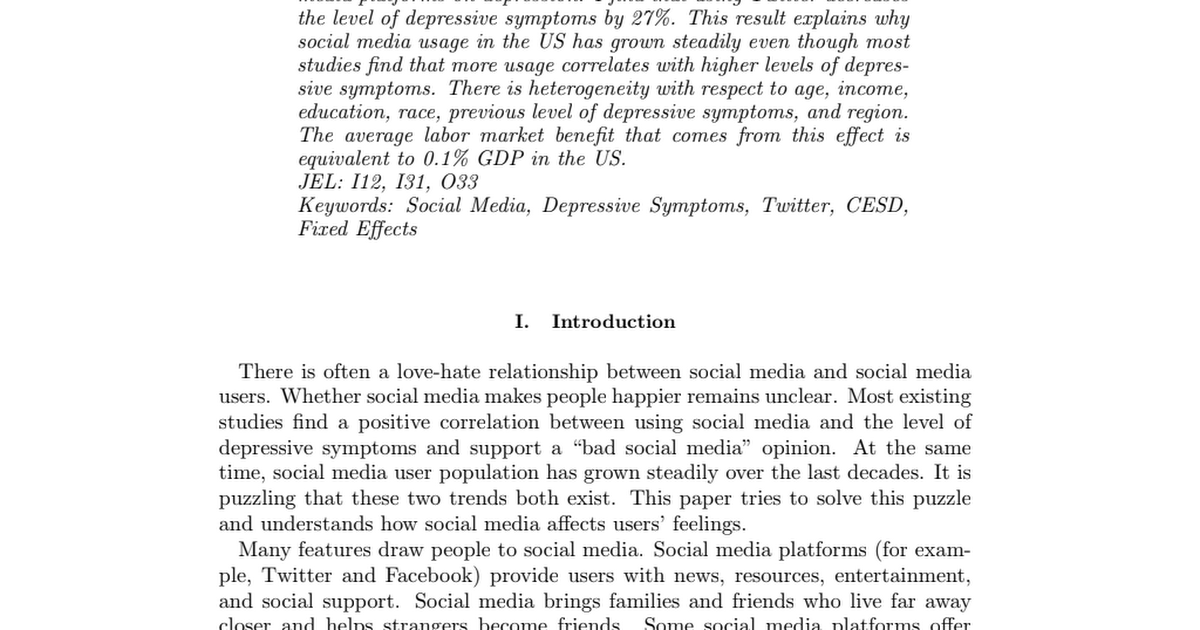 the level of depressive symptoms by 27%. This result explains why
social media usage in the US has grown steadily even though most
studies find that more usage correlates with higher levels of depres-
sive symptoms. There is heterogeneity with respect to age, income,
education, race, previous level of depressive symptoms, and region.
The average labor market benefit that comes from this effect is
equivalent to 0.1% GDP in the US.
JEL: I12, I31, O33
Keywords: Social Media, Depressive Symptoms, Twitter, CESD,
Fixed Effects
I. Introduction
There is often a love-hate relationship between social media and social media
users. Whether social media makes people happier remains unclear. Most existing
studies find a positive correlation between using social media and the level of
depressive symptoms and support a “bad social media” opinion. At the same
time, social media user population has grown steadily over the last decades. It is
puzzling that these two trends both exist. This paper tries to solve this puzzle
and understands how social media affects users’ feelings.
Many features draw people to social media. Social media platforms (for exam-
ple, Twitter and Facebook) provide users with news, resources, entertainment,
and social support. Social media brings families and friends who live far away
closer and helps strangers become friends. Some social media platforms offer